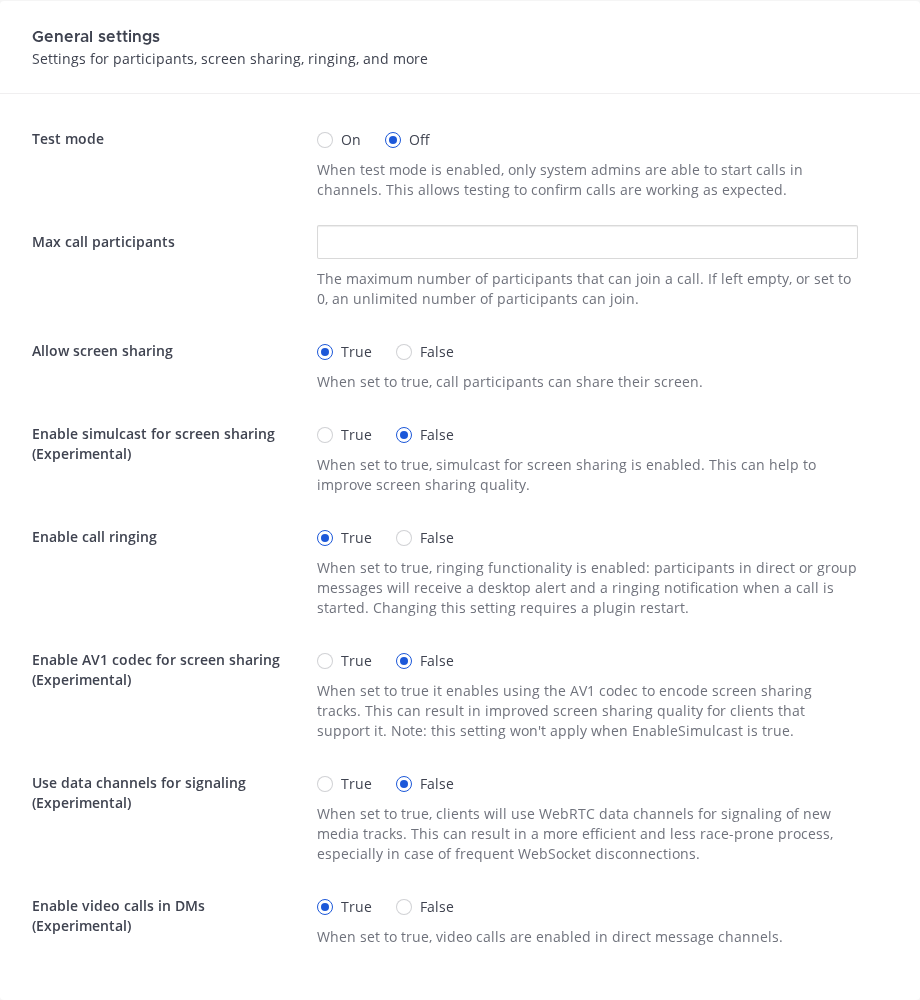 General settings
Settings for participants, screen sharing, ringing, and more
Test mode
On Off
When test mode is enabled, only system admins are able to start calls in
channels. This allows testing to confirm calls are working as expected.
Max call participants
The maximum number of participants that can join a call. If left empty, or set to
0, an unlimited number of participants can join.
Allow screen sharing
True False
When set to true, call participants can share their screen.
Enable simulcast for screen sharing
(Experimental)
True False
When set to true, simulcast for screen sharing is enabled. This can help to
improve screen sharing quality.
Enable call ringing
True False
When set to true, ringing functionality is enabled: participants in direct or group
messages will receive a desktop alert and a ringing notification when a call is
started. Changing this setting requires a plugin restart.
Enable AV1 codec for screen sharing
(Experimental)
True False
When set to true it enables using the AV1 codec to encode screen sharing
tracks. This can result in improved screen sharing quality for clients that
support it. Note: this setting won't apply when EnableSimulcast is true.
Use data channels for signaling
(Experimental)
True False
When set to true, clients will use WebRTC data channels for signaling of new
media tracks. This can result in a more efficient and less race-prone process,
especially in case of frequent WebSocket disconnections.
Enable video calls in DMs
(Experimental)
True False
When set to true, video calls are enabled in direct message channels.